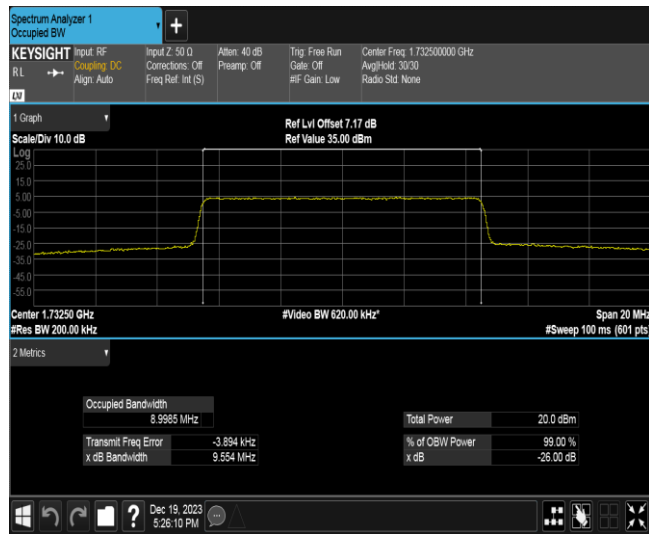 Spectrum Analyzer 1
Occupied BW
+
KEYSIGHT
R L
LXI
Input: RF
Coupling: DC
Align: Auto
Input Z: 50 Ω
Corrections: Off
Freq Ref: Int (S)
Atten: 40 dB
Preamp: Off
Trig: Free Run
Gate: Off
#IF Gain: Low
Center Freq: 1.732500000 GHz
Avg|Hold: 30/30
Radio Std: None
1 Graph
Scale/Div 10.0 dB
Ref Lvl Offset 7.17 dB
Ref Value 35.00 dBm
Log
25.0
15.0
5.00
-5.00
-15.0
-25.0
-35.0
-45.0
-55.0
Center 1.73250 GHz
#Res BW 200.00 kHz
#Video BW 620.00 kHz*
Span 20 MHz
#Sweep 100 ms (601 pts)
2 Metrics
Occupied Bandwidth
8.9985 MHz
Transmit Freq Error -3.894 kHz
x dB Bandwidth 9.554 MHz
Total Power 20.0 dBm
% of OBW Power 99.00 %
x dB -26.00 dB
?
Dec 19, 2023
5:26:10 PM